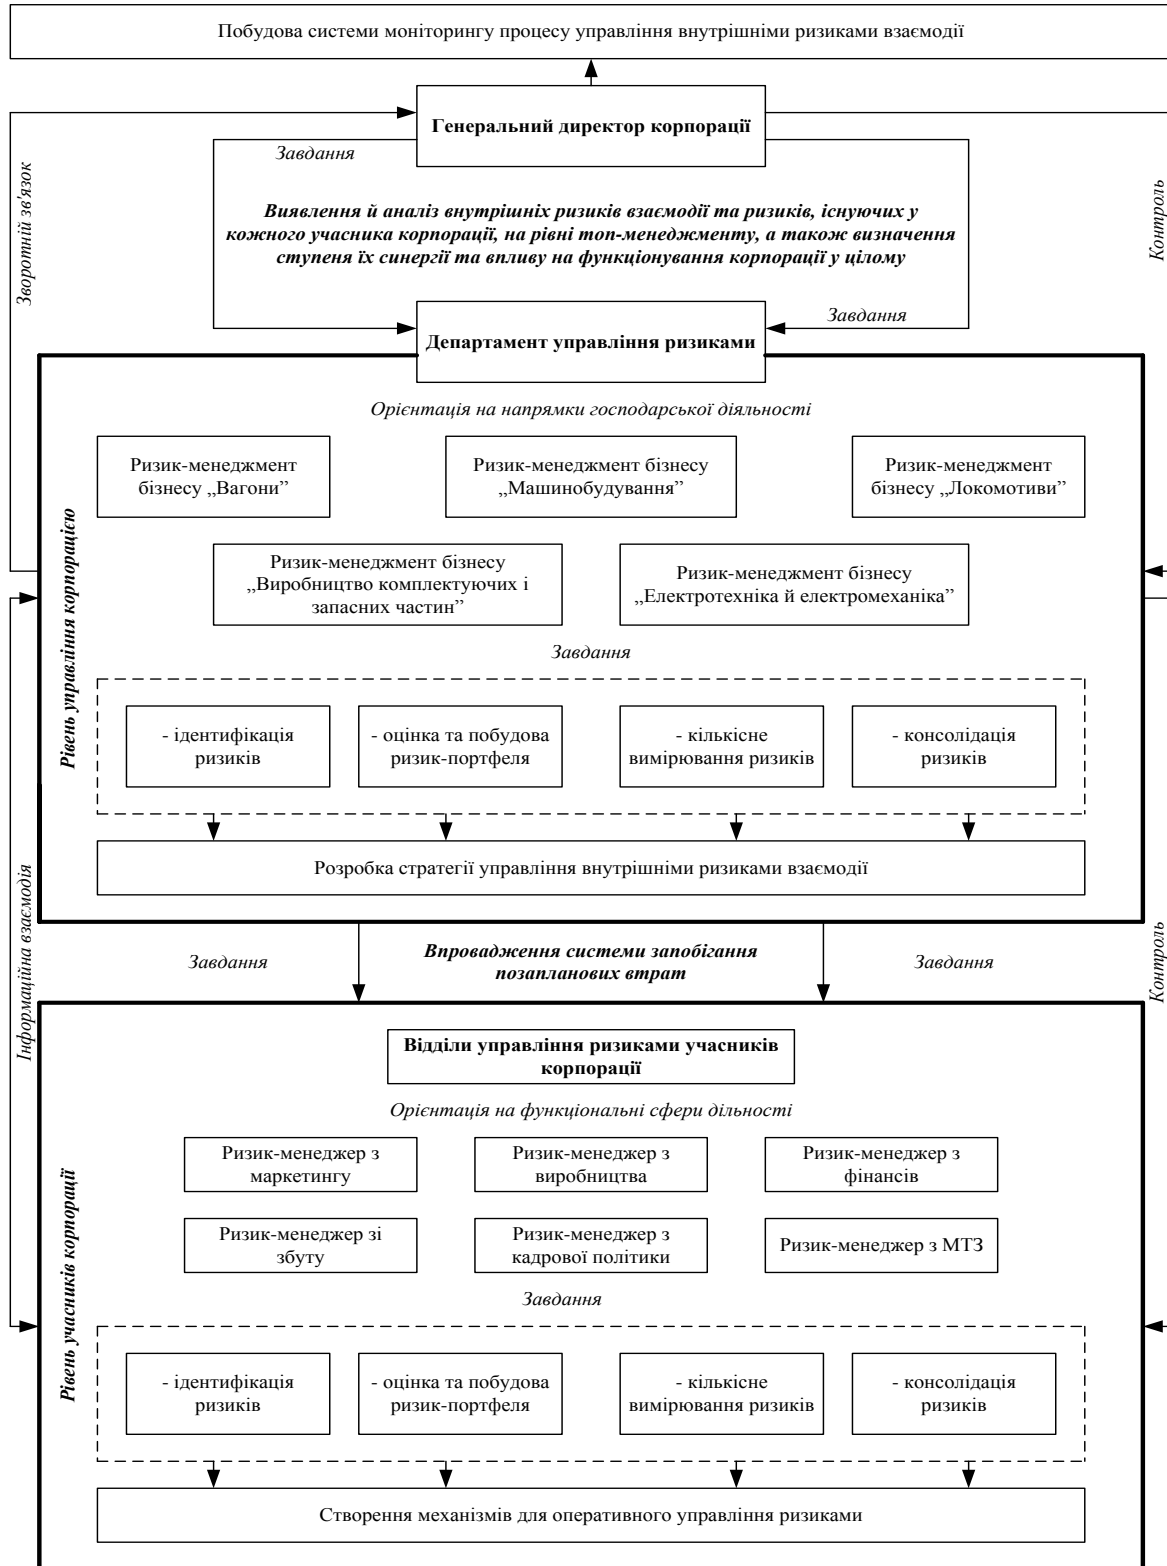 Побудова системи моніторингу процесу управління внутрішніми ризиками взаємодії
Генеральний директор корпорації
Завдання
Зворотній зв'язок
Контроль
Виявлення й аналіз внутрішніх ризиків взаємодії та ризиків, існуючих у
кожного учасника корпорації, на рівні топ-менеджменту, а також визначення
ступеня їх синергії та впливу на функціонування корпорації у цілому
Завдання
Департамент управління ризиками
Орієнтація на напрямки господарської діяльності
Ризик-менеджмент
бізнесу „Вагони”
Ризик-менеджмент бізнесу
„Машинобудування”
Ризик-менеджмент
бізнесу „Локомотиви”
Ризик-менеджмент бізнесу
„Виробництво комплектуючих і
запасних частин”
Ризик-менеджмент бізнесу
„Електротехніка й електромеханіка”
Рівень управління корпорацією
Завдання
- ідентифікація
ризиків
- оцінка та побудова
ризик-портфеля
- кількісне
вимірювання ризиків
- консолідація
ризиків
Розробка стратегії управління внутрішніми ризиками взаємодії
Інформаційна взаємодія
Завдання
Впровадження системи запобігання
позапланових втрат
Завдання
Контроль
Відділи управління ризиками учасників
корпорації
Орієнтація на функціональні сфери дільності
Ризик-менеджер з
маркетингу
Ризик-менеджер з
виробництва
Ризик-менеджер з
фінансів
Ризик-менеджер зі
збуту
Ризик-менеджер з
кадрової політики
Ризик-менеджер з МТЗ
Рівень учасників корпорації
Завдання
- ідентифікація
ризиків
- оцінка та побудова
ризик-портфеля
- кількісне
вимірювання ризиків
- консолідація
ризиків
Створення механізмів для оперативного управління ризиками